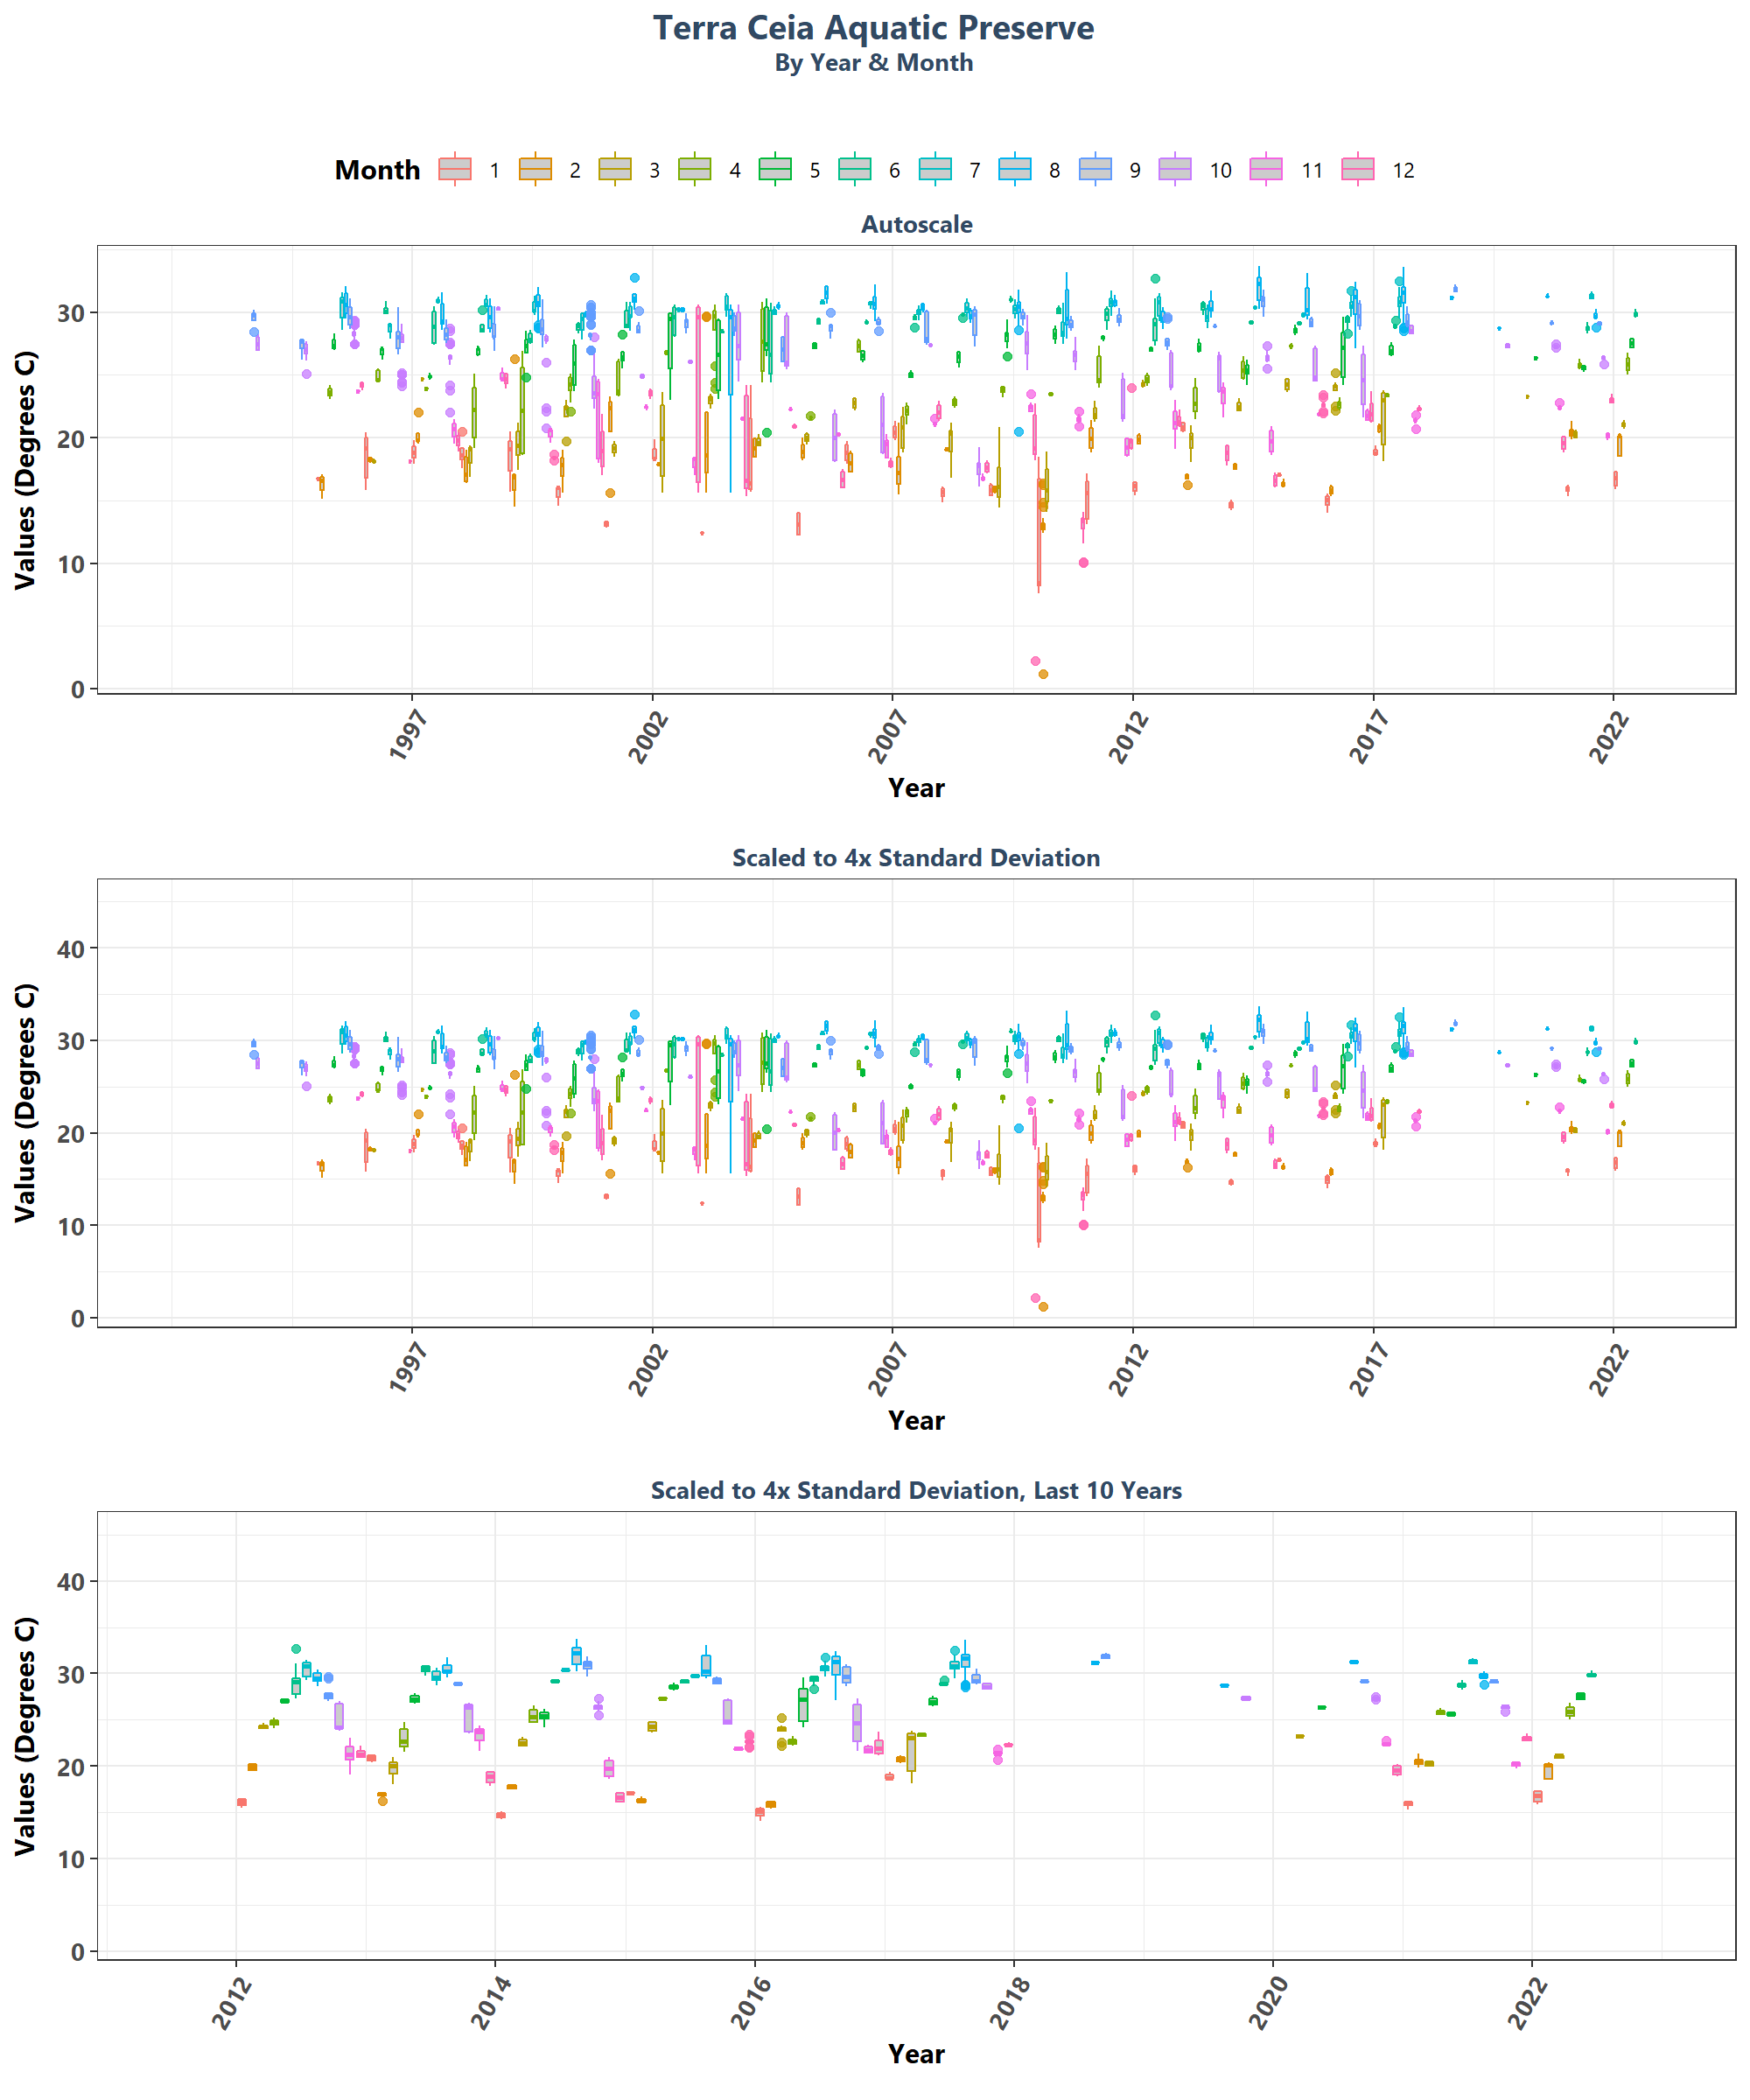 Terra Ceia Aquatic Preserve
By Year & Month
Month 1 2 3 4 5 6 7 8 9 10 11 12
Autoscale
Values (Degrees C)
30
20
10
0
1997 2002 2007 2012 2017 2022
Year
Scaled to 4x Standard Deviation
Values (Degrees C)
40
30
20
10
0
1997 2002 2007 2012 2017 2022
Year
Scaled to 4x Standard Deviation, Last 10 Years
Values (Degrees C)
40
30
20
10
0
2012 2014 2016 2018 2020 2022
Year